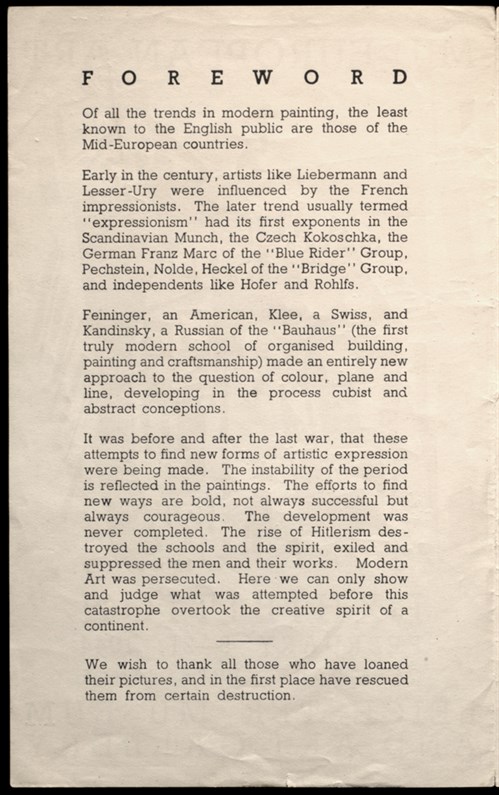 FOREWORD
Of all the trends in modern painting, the least
known to the English public are those of the
Mid-European countries.
Early in the century, artists like Liebermann and
Lesser-Ury were influenced by the French
impressionists. The later trend usually termed
"expressionism" had its first exponents in the
Scandinavian Munch, the Czech Kokoschka, the
German Franz Marc of the "Blue Rider" Group,
Pechstein, Nolde, Heckel of the "Bridge" Group,
and independents like Hofer and Rohlfs.
Feininger, an American, Klee, a Swiss, and
Kandinsky, a Russian of the "Bauhaus" (the first
truly modern school of organised building,
painting and craftsmanship) made an entirely new
approach to the question of colour, plane and
line, developing in the process cubist and
abstract conceptions.
It was before and after the last war, that these
attempts to find new forms of artistic expression
were being made. The instability of the period
is reflected in the paintings. The efforts to find
new ways are bold, not always successful but
always courageous. The development was
never completed. The rise of Hitlerism des-
troyed the schools and the spirit, exiled and
suppressed the men and their works. Modern
Art was persecuted. Here we can only show
and judge what was attempted before this
catastrophe overtook the creative spirit of a
continent.
We wish to thank all those who have loaned
their pictures, and in the first place have rescued
them from certain destruction.